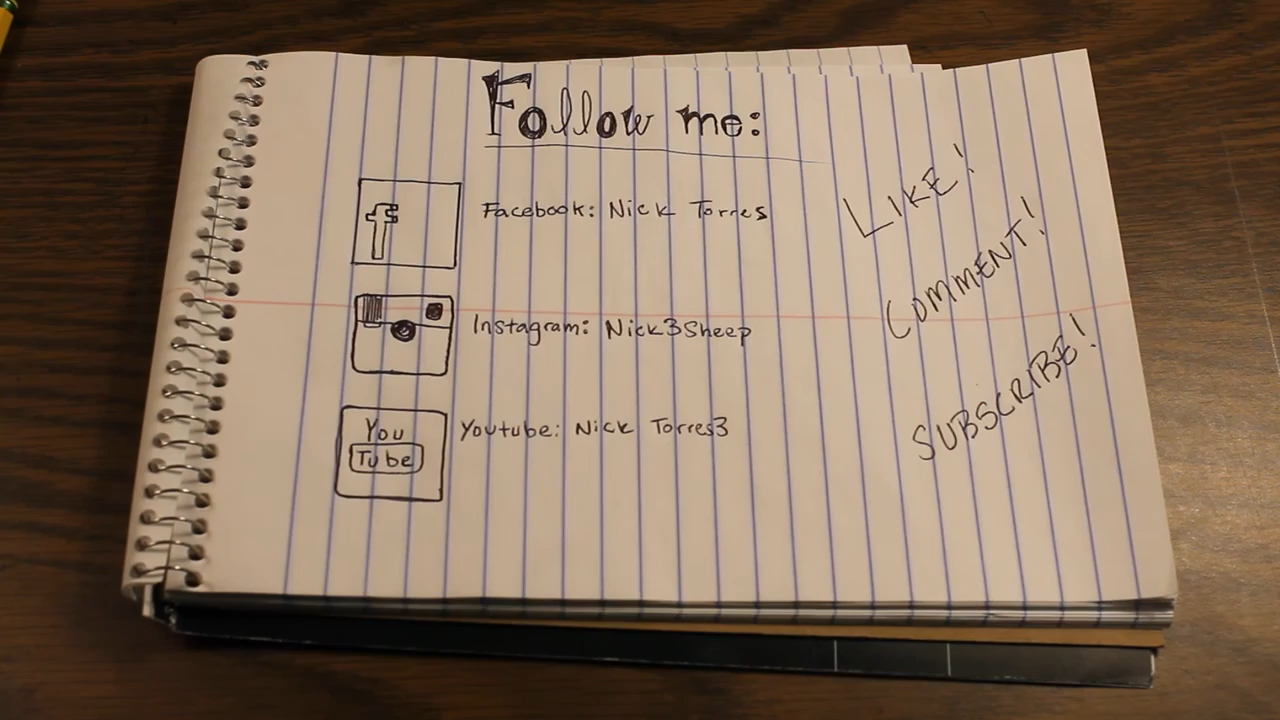 Follow me:
Facebook: Nick Torres
Instagram: Nick3Sheep
You
Tube
Youtube: Nick Torres3
LIKE!
COMMENT!
SUBSCRIBE!